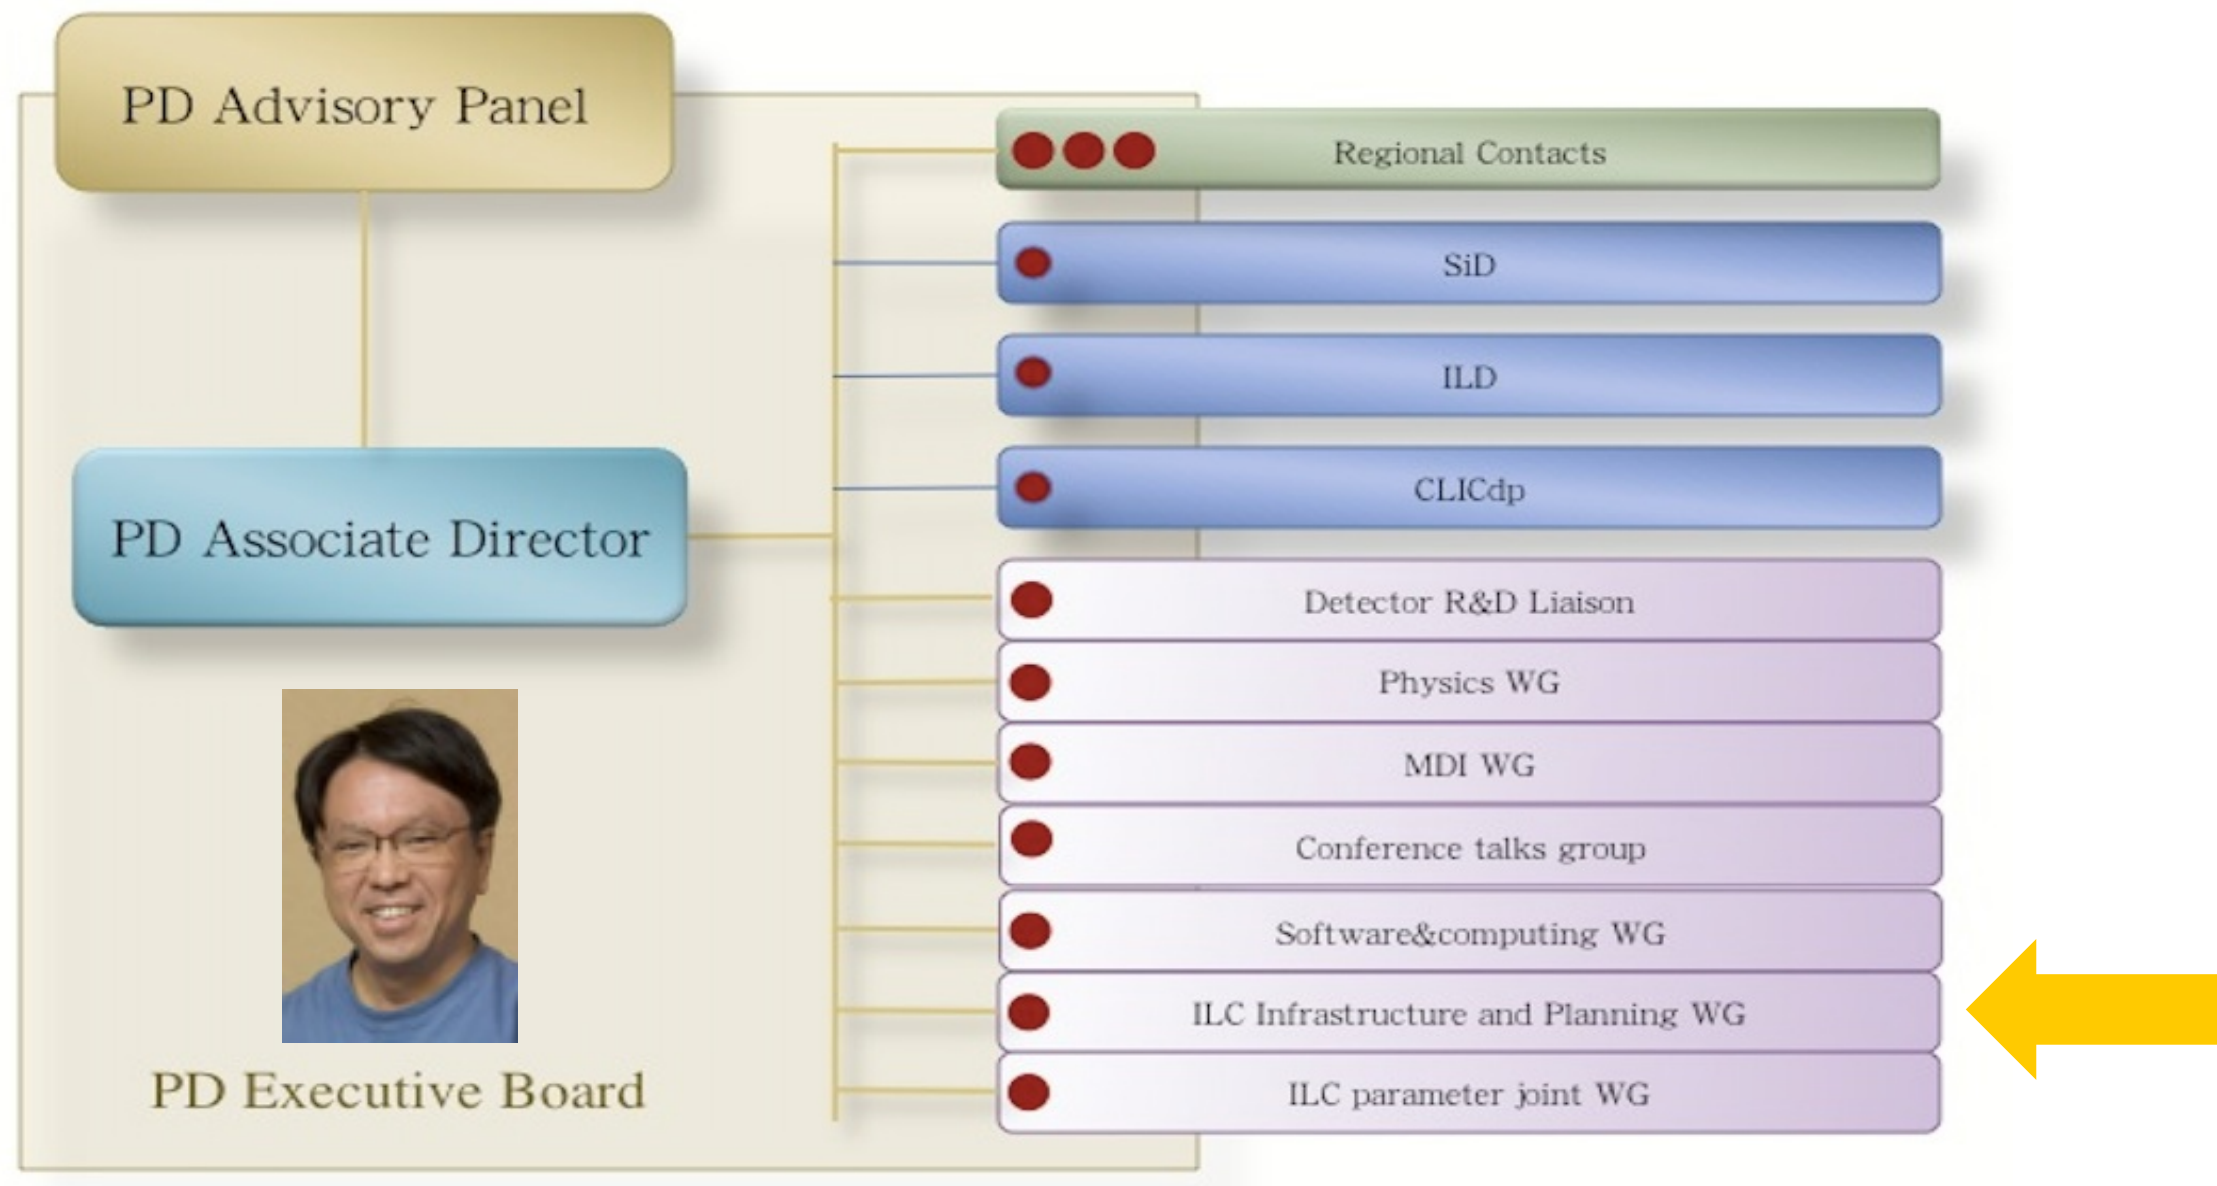 PD Advisory Panel
PD Associate Director
PD Executive Board
Regional Contacts
SiD
ILD
CLICdp
Detector R&D Liaison
Physics WG
MDI WG
Conference talks group
Software&computing WG
ILC Infrastructure and Planning WG
ILC parameter joint WG